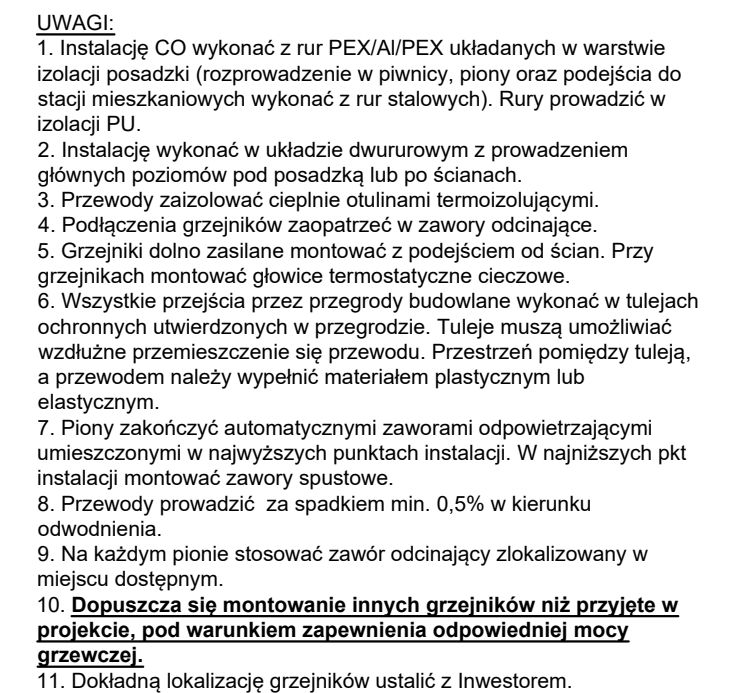 UWAGI:
1. Instalację CO wykonać z rur PEX/Al/PEX układanych w warstwie
izolacji posadzki (rozprowadzenie w piwnicy, piony oraz podejścia do
stacji mieszkaniowych wykonać z rur stalowych). Rury prowadzić w
izolacji PU.
2. Instalację wykonać w układzie dwururowym z prowadzeniem
głównych poziomów pod posadzką lub po ścianach.
3. Przewody zaizolować cieplnie otulinami termoizolującymi.
4. Podłączenia grzejników zaopatrzeć w zawory odcinające.
5. Grzejniki dolno zasilane montować z podejściem od ścian. Przy
grzejnikach montować głowice termostatyczne cieczowe.
6. Wszystkie przejścia przez przegrody budowlane wykonać w tulejach
ochronnych utwierdzonych w przegrodzie. Tuleje muszą umożliwiać
wzdłużne przemieszczenie się przewodu. Przestrzeń pomiędzy tuleją,
a przewodem należy wypełnić materiałem plastycznym lub
elastycznym.
7. Piony zakończyć automatycznymi zaworami odpowietrzającymi
umieszczonymi w najwyższych punktach instalacji. W najniższych pkt
instalacji montować zawory spustowe.
8. Przewody prowadzić  za spadkiem min. 0,5% w kierunku
odwodnienia.
9. Na każdym pionie stosować zawór odcinający zlokalizowany w
miejscu dostępnym.
10. Dopuszcza się montowanie innych grzejników niż przyjęte w
projekcie, pod warunkiem zapewnienia odpowiedniej mocy
grzewczej.
11. Dokładną lokalizację grzejników ustalić z Inwestorem.